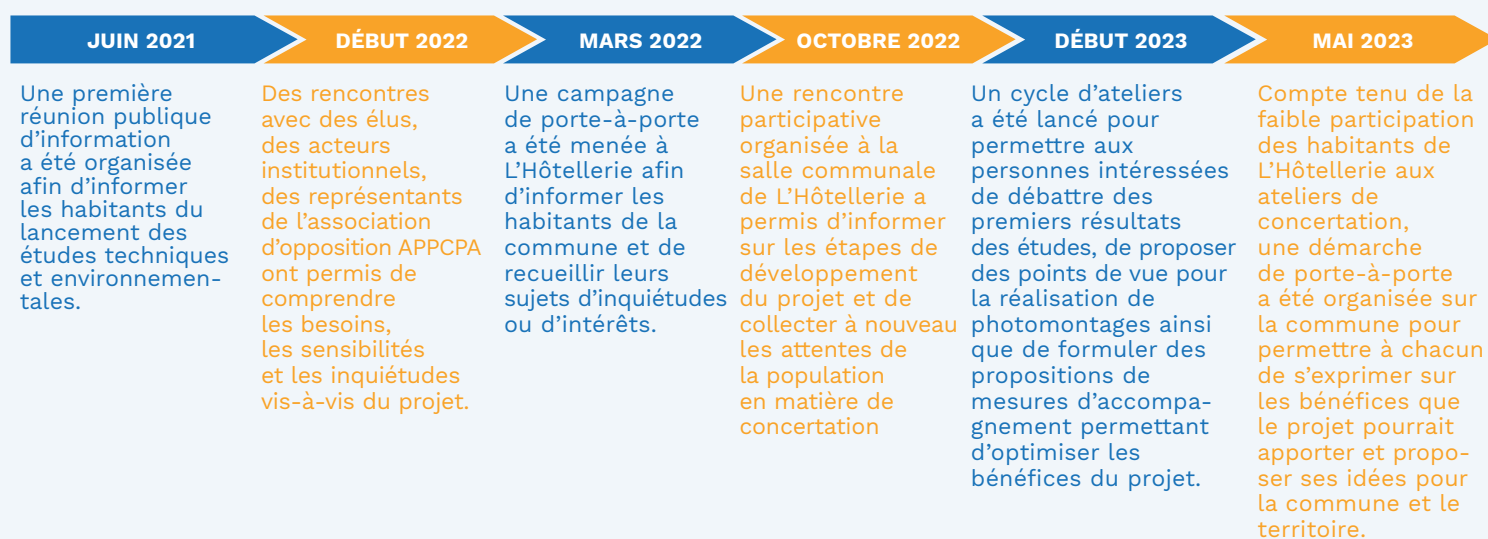 JUIN 2021
Une première
réunion publique
d’information
a été organisée
afin d’informer
les habitants du
lancement des
études techniques
et environnemen-
tales.
DÉBUT 2022
Des rencontres
avec des élus,
des acteurs
institutionnels,
des représentants
de l’association
d’opposition APPCPA
ont permis de
comprendre
les besoins,
les sensibilités
et les inquiétudes
vis-à-vis du projet.
MARS 2022
Une campagne
de porte-à-porte
a été menée à
L’Hôtellerie afin
d’informer les
habitants de la
commune et de
recueillir leurs
sujets d’inquiétudes
ou d’intérêts.
OCTOBRE 2022
Une rencontre
participative
organisée à la
salle communale
de L’Hôtellerie a
permis d’informer
sur les étapes de
développement
du projet et de
collecter à nouveau
les attentes de
la population
en matière de
concertation
DÉBUT 2023
Un cycle d’ateliers
a été lancé pour
permettre aux
personnes intéressées
de débattre des
premiers résultats
des études, de proposer
des points de vue pour
la réalisation de
photomontages ainsi
que de formuler des
propositions de
mesures d’accompa-
gnement permettant
d’optimiser les
bénéfices du projet.
MAI 2023
Compte tenu de la
faible participation
des habitants de
L’Hôtellerie aux
ateliers de
concertation,
une démarche
de porte-à-porte
a été organisée sur
la commune pour
permettre à chacun
de s’exprimer sur
les bénéfices que
le projet pourrait
apporter et propo-
ser ses idées pour
la commune et le
territoire.